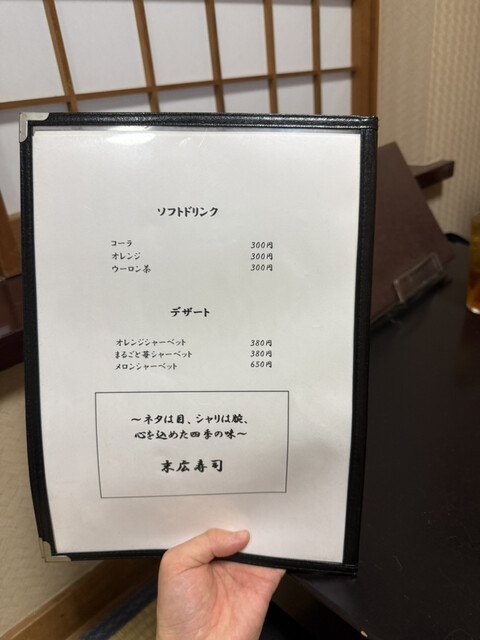 ソフトドリンク
コーラ 300円
オレンジ 300円
ウーロン茶 300円
デザート
オレンジシャーベット 380円
まるごと苺シャーベット 380円
メロンシャーベット 650円
～ネタは目、シャリは腕、
心を込めた四季の味～
末広寿司